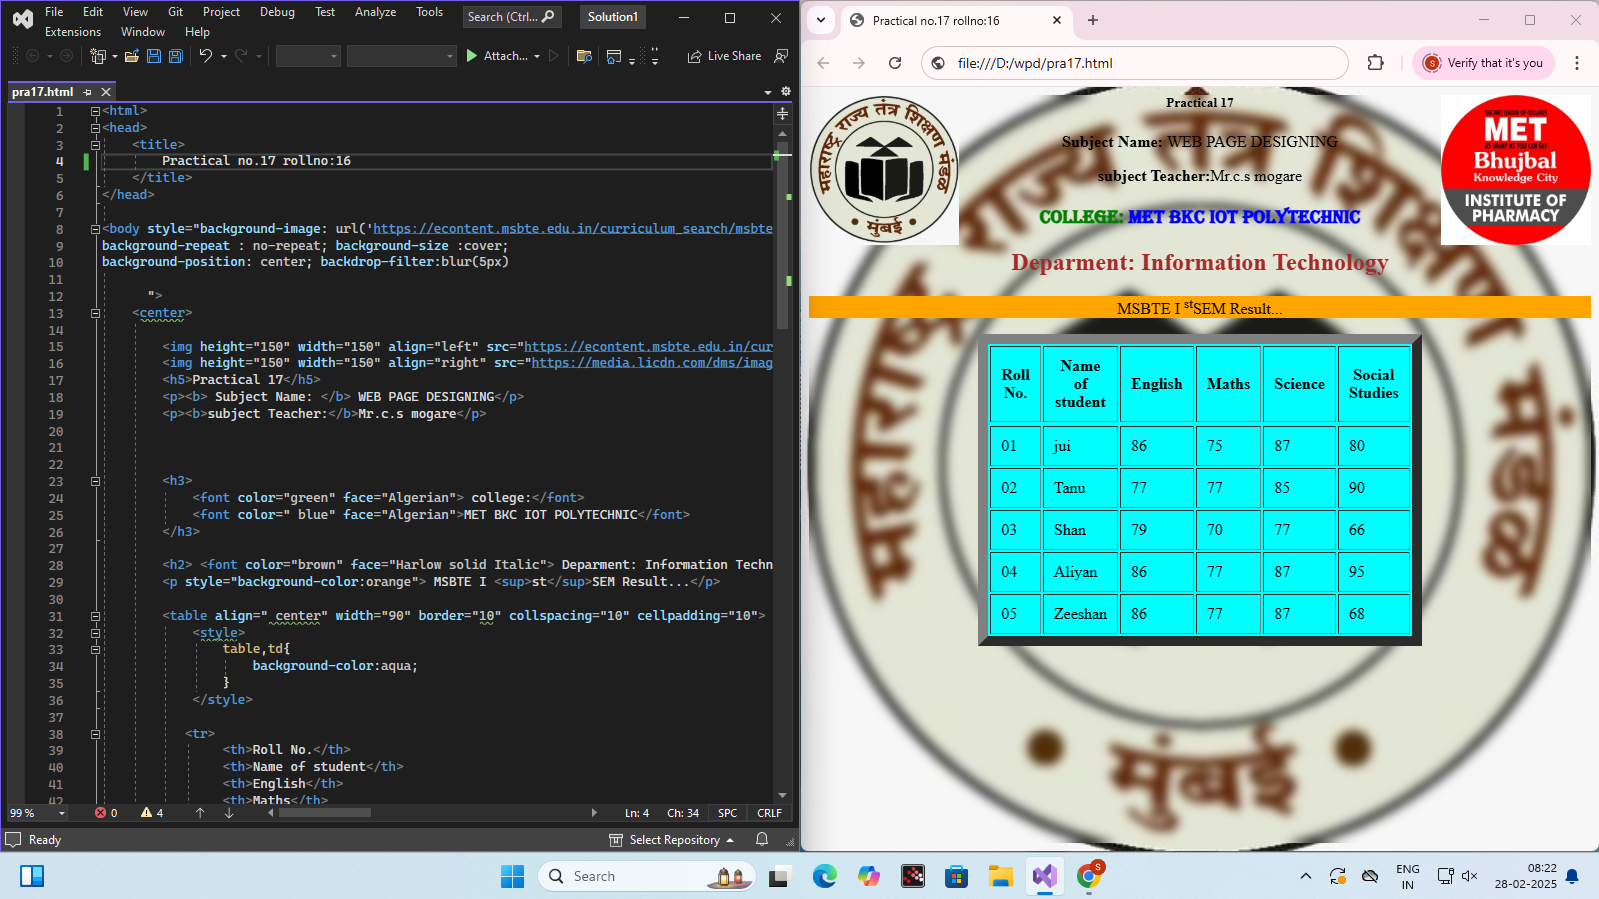 File Edit View Git Project Debug Test Analyze Tools Search (Ctrl... Solution1
Extensions Window Help
Attach... Live Share
pra17.html
1 <html>
2 <head>
3 <title>
4 Practical no.17 rollno:16
5 </title>
6 </head>
7
8 <body style="background-image: url('https://econtent.msbte.edu.in/curriculum_search/msbte
9 background-repeat : no-repeat; background-size :cover;
10 background-position: center; backdrop-filter:blur(5px)
11
12 ">
13 <center>
14
15 <img height="150" width="150" align="left" src="https://econtent.msbte.edu.in/cur
16 <img height="150" width="150" align="right" src="https://media.licdn.com/dms/imag
17 <h5>Practical 17</h5>
18 <p><b> Subject Name: </b> WEB PAGE DESIGNING</p>
19 <p><b>subject Teacher:</b>Mr.c.s mogare</p>
20
21
22
23 <h3>
24 <font color="green" face="Algerian"> college:</font>
25 <font color=" blue" face="Algerian">MET BKC IOT POLYTECHNIC</font>
26 </h3>
27
28 <h2> <font color="brown" face="Harlow solid Italic"> Deparment: Information Techn
29 <p style="background-color:orange"> MSBTE I <sup>st</sup>SEM Result...</p>
30
31 <table align=" center" width="90" border="10" collspacing="10" cellpadding="10">
32 <style>
33 table,td{
34 background-color:aqua;
35 }
36 </style>
37
38 <tr>
39 <th>Roll No.</th>
40 <th>Name of student</th>
41 <th>English</th>
42 <th>Maths</th>
99 % 0 4 Ln: 4 Ch: 34 SPC CRLF
Ready Select Repository
Practical no.17 rollno:16
file:///D:/wpd/pra17.html S Verify that it's you
महाराष्ट्र राज्य तंत्र शिक्षण मंडळ
मुंबई
Practical 17
Subject Name: WEB PAGE DESIGNING
subject Teacher:Mr.c.s mogare
COLLEGE: MET BKC IOT POLYTECHNIC
Deparment: Information Technology
MET
Bhujbal
Knowledge City
INSTITUTE OF
PHARMACY
MSBTE I stSEM Result...
Roll No. Name of student English Maths Science Social Studies
01 jui 86 75 87 80
02 Tanu 77 77 85 90
03 Shan 79 70 77 66
04 Aliyan 86 77 87 95
05 Zeeshan 86 77 87 68
महाराष्ट्र राज्य तंत्र शिक्षण मंडळ
मुंबई
Search S ENG
IN
08:22
28-02-2025